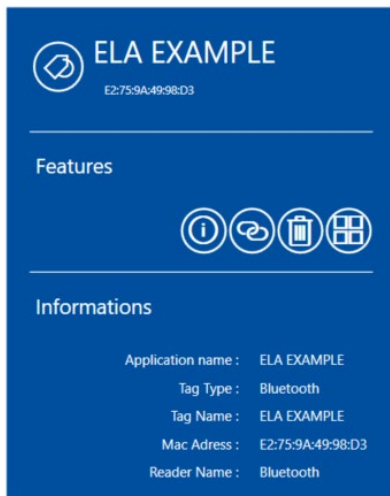 ELA EXAMPLE
E2:75:9A:49:98:D3
Features
Informations
Application name : ELA EXAMPLE
Tag Type : Bluetooth
Tag Name : ELA EXAMPLE
Mac Adress : E2:75:9A:49:98:D3
Reader Name : Bluetooth